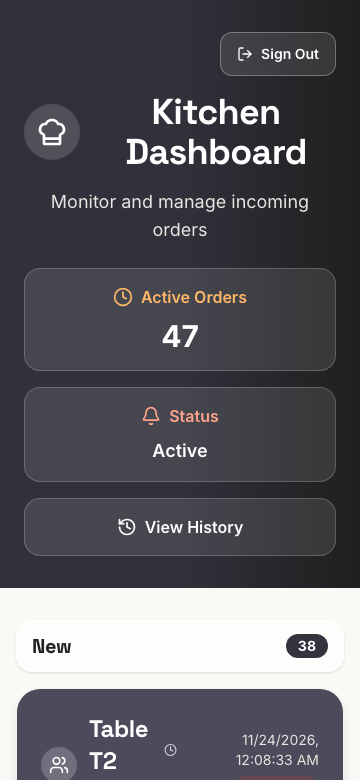 Sign Out
Kitchen
Dashboard
Monitor and manage incoming
orders
Active Orders
47
Status
Active
View History
New
38
Table
T2
11/24/2026,
12:08:33 AM